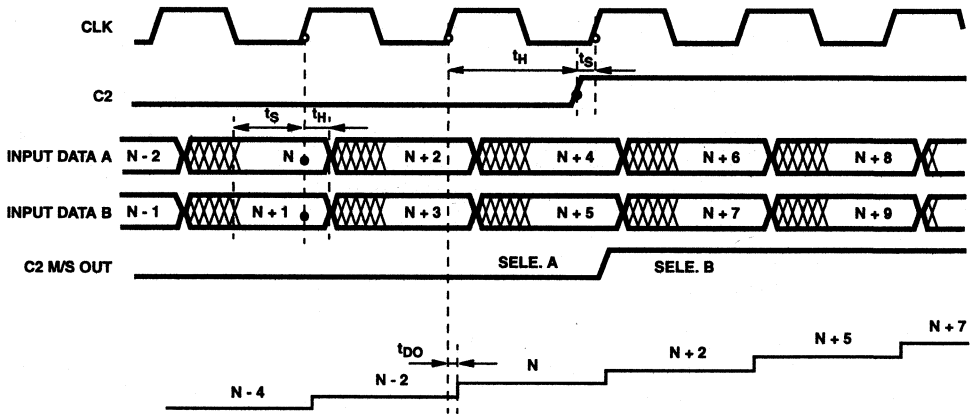 CLK
tH tS
C2
tS tH
INPUT DATA A N - 2 N N + 2 N + 4 N + 6 N + 8
INPUT DATA B N - 1 N + 1 N + 3 N + 5 N + 7 N + 9
C2 M/S OUT SELE. A SELE. B
N - 4 N - 2 tDO N N + 2 N + 5 N + 7